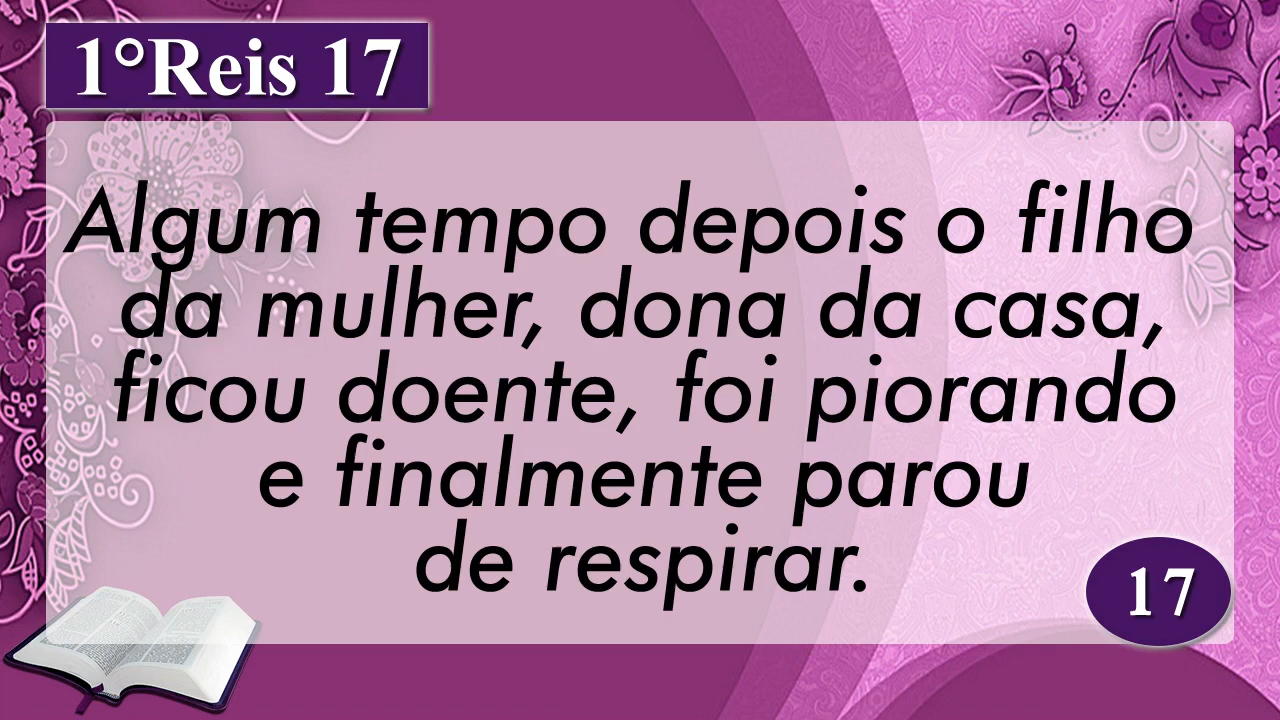 1°Reis 17
Algum tempo depois o filho
da mulher, dona da casa,
ficou doente, foi piorando
e finalmente parou
de respirar.
17